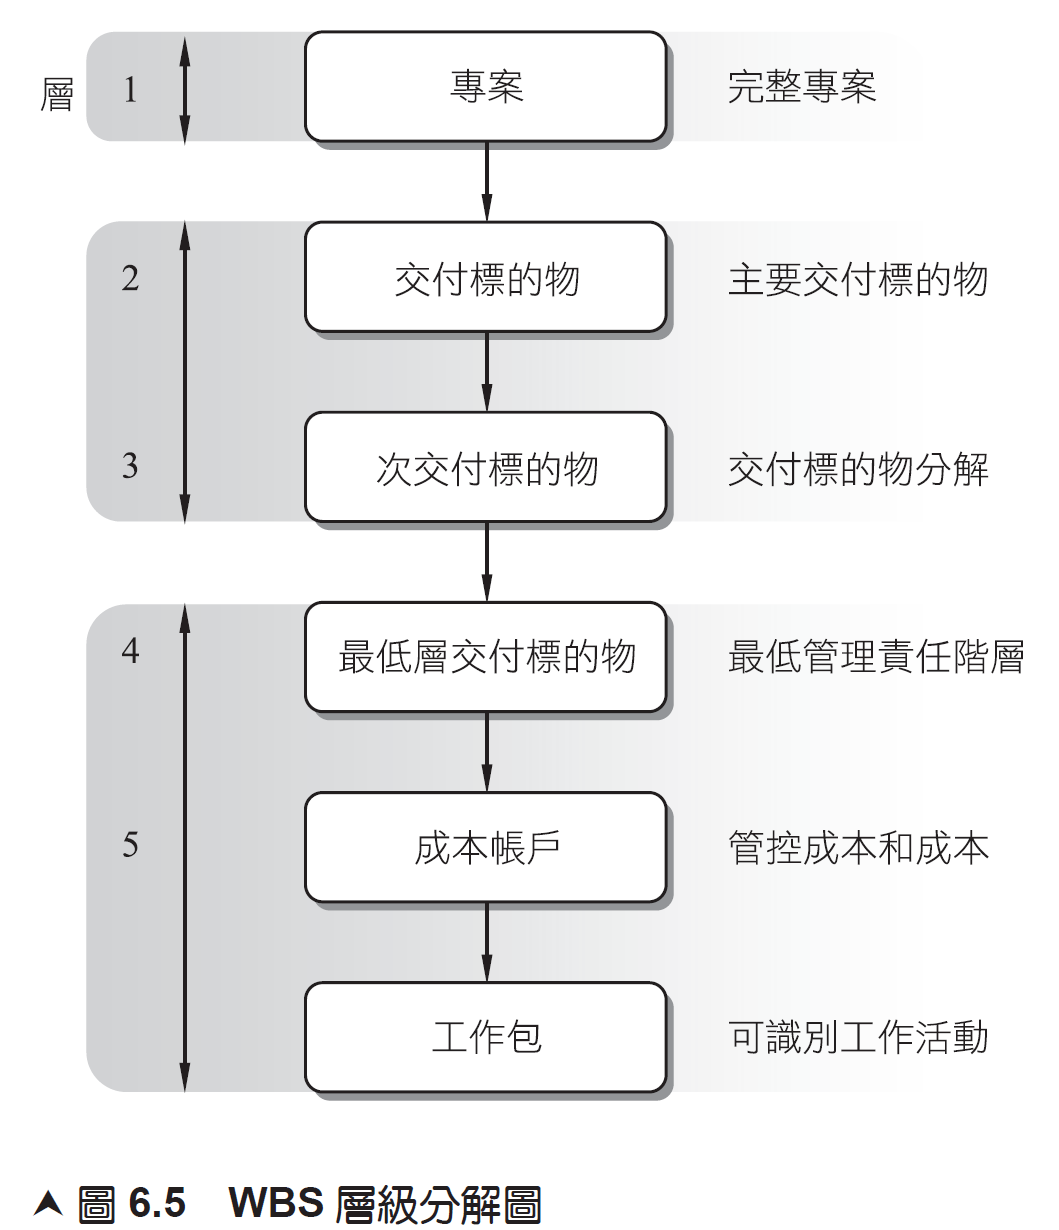 層 1 專案 完整專案
2 交付標的物 主要交付標的物
3 次交付標的物 交付標的物分解
4 最低層交付標的物 最低管理責任階層
5 成本帳戶 管控成本和成本
工作包 可識別工作活動
圖 6.5 WBS 層級分解圖